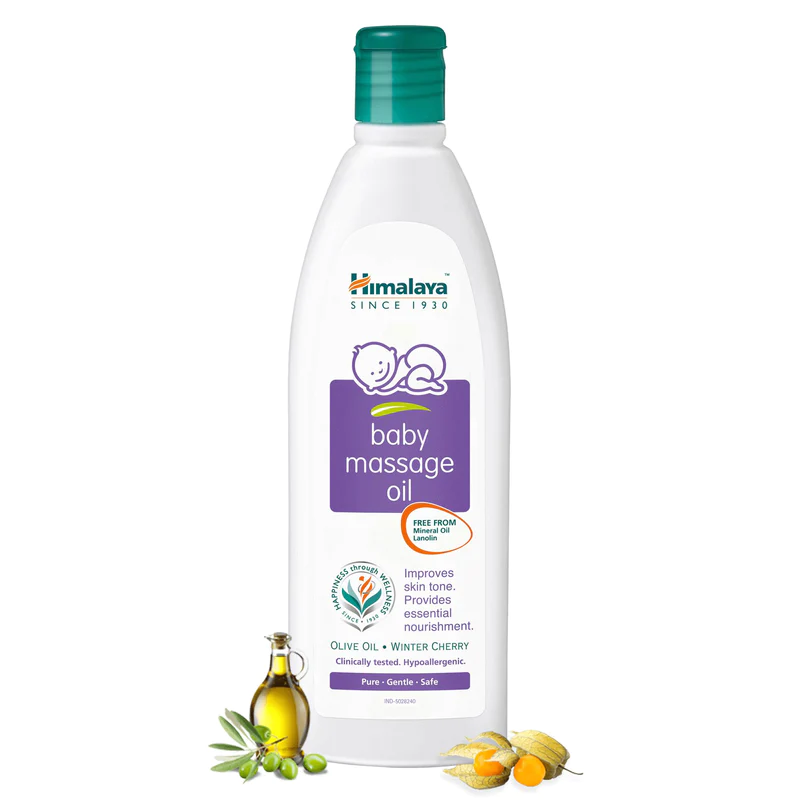 Himalaya™
SINCE 1930
baby
massage
oil
FREE FROM
Mineral Oil
Lanolin
HAPPINESS through WELLNESS
SINCE • 1930
Improves
skin tone.
Provides
essential
nourishment.
OLIVE OIL • WINTER CHERRY
Clinically tested. Hypoallergenic.
Pure • Gentle • Safe
IND-5028240